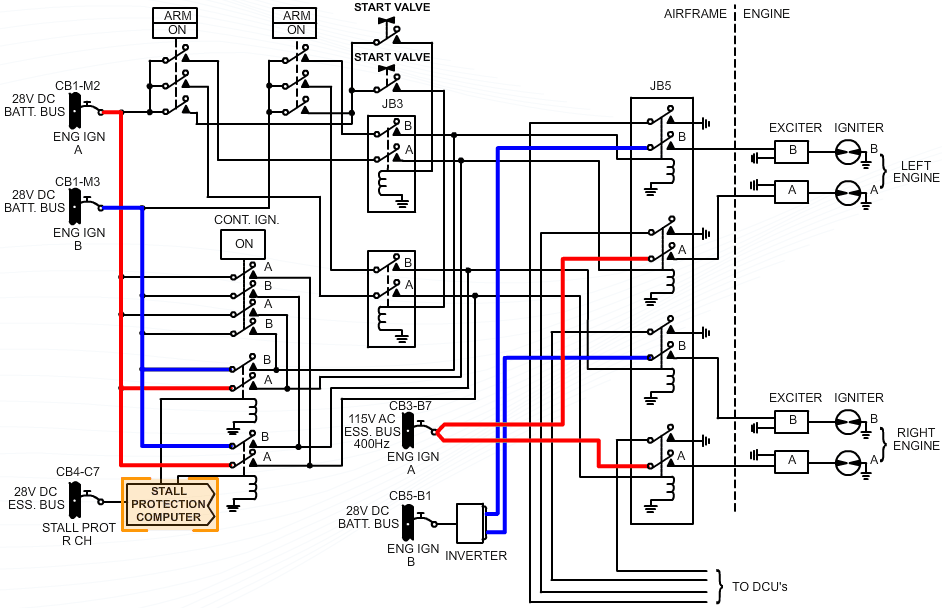 START VALVE
ARM
ON
ARM
ON
AIRFRAME
ENGINE
START VALVE
CB1-M2
28V DC
BATT. BUS
ENG IGN
A
JB3
JB5
B
A
B
EXCITER
IGNITER
B
B
A
A
LEFT
ENGINE
CB1-M3
28V DC
BATT. BUS
ENG IGN
B
CONT. IGN.
ON
A
B
A
B
B
A
A
B
B
A
CB3-B7
115V AC
ESS. BUS
400Hz
ENG IGN
A
EXCITER
IGNITER
B
B
A
A
A
RIGHT
ENGINE
B
A
CB4-C7
28V DC
ESS. BUS
STALL PROT
R CH
STALL
PROTECTION
COMPUTER
CB5-B1
28V DC
BATT. BUS
ENG IGN
B
INVERTER
TO DCU's